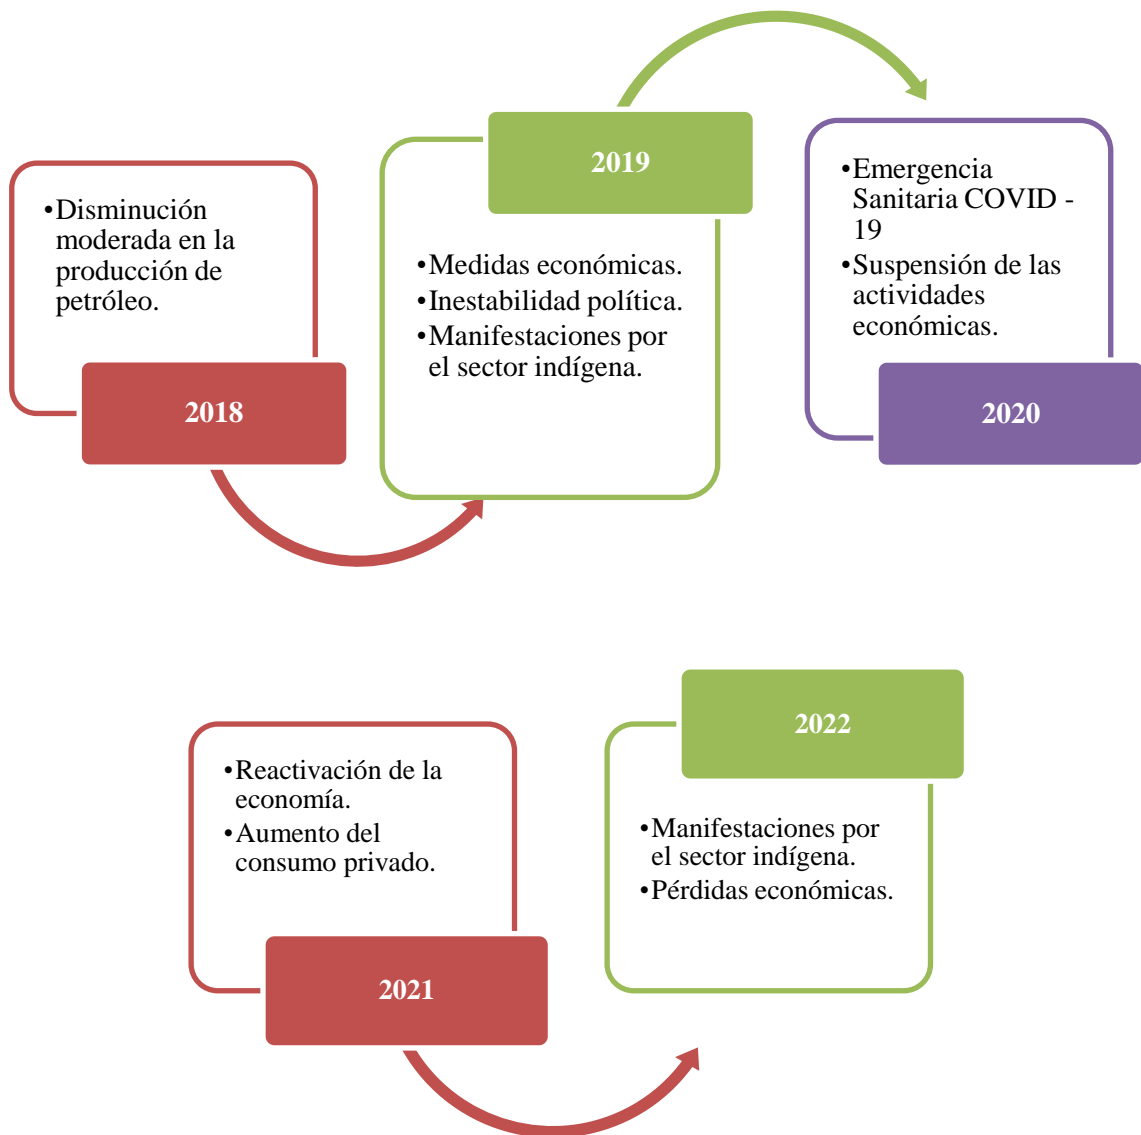 •Disminución
moderada en la
producción de
petróleo.
2018
2019
•Medidas económicas.
•Inestabilidad política.
•Manifestaciones por
el sector indígena.
•Emergencia
Sanitaria COVID -
19
•Suspensión de las
actividades
económicas.
2020
•Reactivación de la
economía.
•Aumento del
consumo privado.
2021
2022
•Manifestaciones por
el sector indígena.
•Pérdidas económicas.